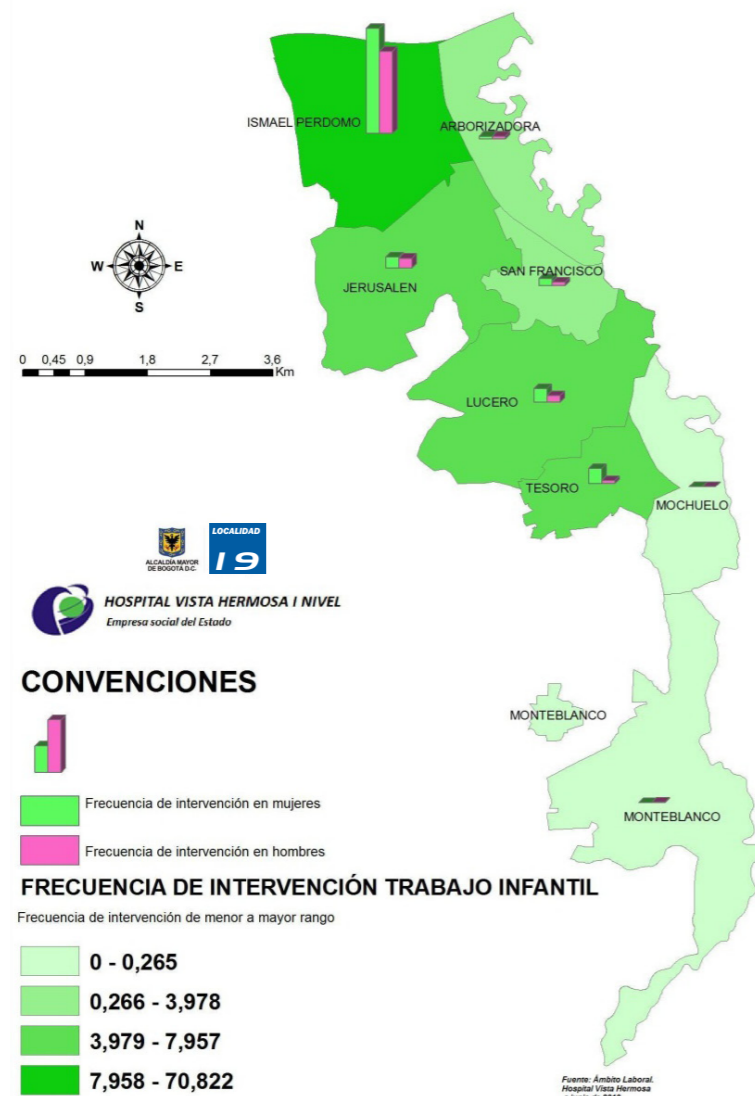 ISMAEL PERDOMO
ARBORIZADORA
N
W E
S
SAN FRANCISCO
JERUSALEN
0 0,45 0,9 1,8 2,7 3,6
Km
LUCERO
TESORO
MOCHUELO
ALCALDÍA MAYOR
DE BOGOTÁ D.C.
LOCALIDAD
19
HOSPITAL VISTA HERMOSA I NIVEL
Empresa social del Estado
CONVENCIONES
MONTEBLANCO
MONTEBLANCO
Frecuencia de intervención en mujeres
Frecuencia de intervención en hombres
FRECUENCIA DE INTERVENCIÓN TRABAJO INFANTIL
Frecuencia de intervención de menor a mayor rango
0 - 0,265
0,266 - 3,978
3,979 - 7,957
7,958 - 70,822
Fuente: Ámbito Laboral.
Hospital Vista Hermosa